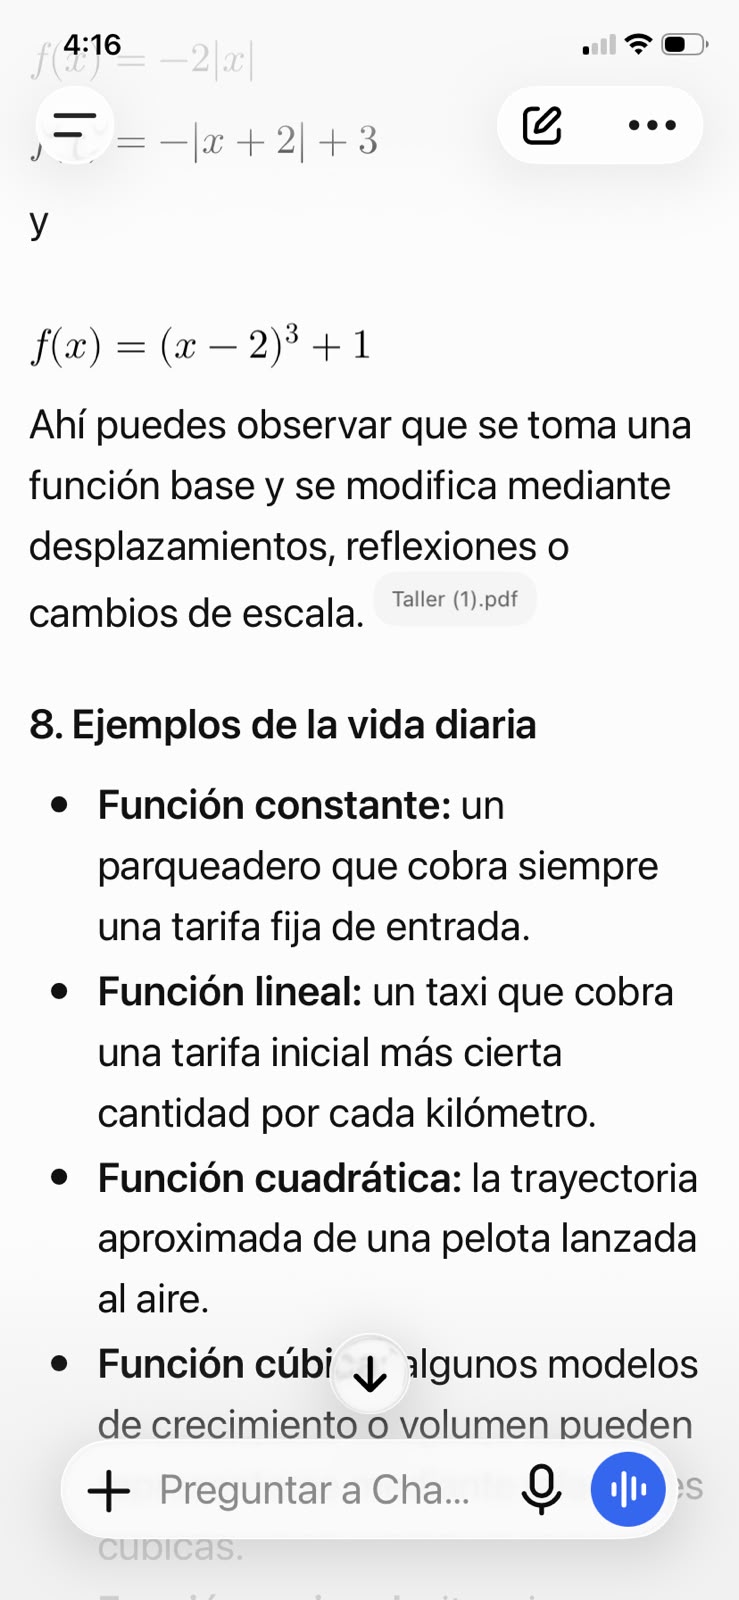 4:16
f(x) = −2|x|
= −|x + 2| + 3
y
f(x) = (x − 2)³ + 1
Ahí puedes observar que se toma una
función base y se modifica mediante
desplazamientos, reflexiones o
cambios de escala. Taller (1).pdf
8. Ejemplos de la vida diaria
Función constante: un
parqueadero que cobra siempre
una tarifa fija de entrada.
Función lineal: un taxi que cobra
una tarifa inicial más cierta
cantidad por cada kilómetro.
Función cuadrática: la trayectoria
aproximada de una pelota lanzada
al aire.
Función algunos modelos
de crecimiento o volumen pueden
Preguntar a Cha...
cúbicas.